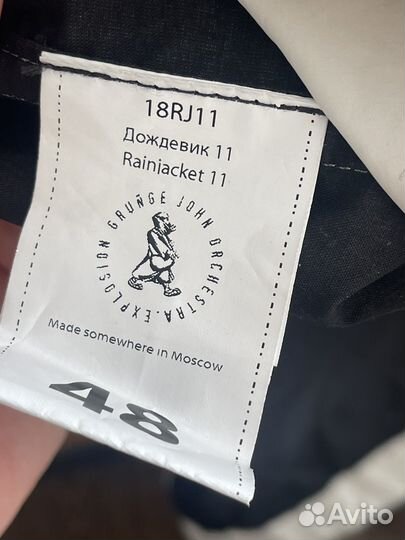 18RJ11
Дождевик 11
Rainjacket 11
GRUNGE JOHN ORCHESTRA. EXPLOSION
Made somewhere in Moscow
48
Avito